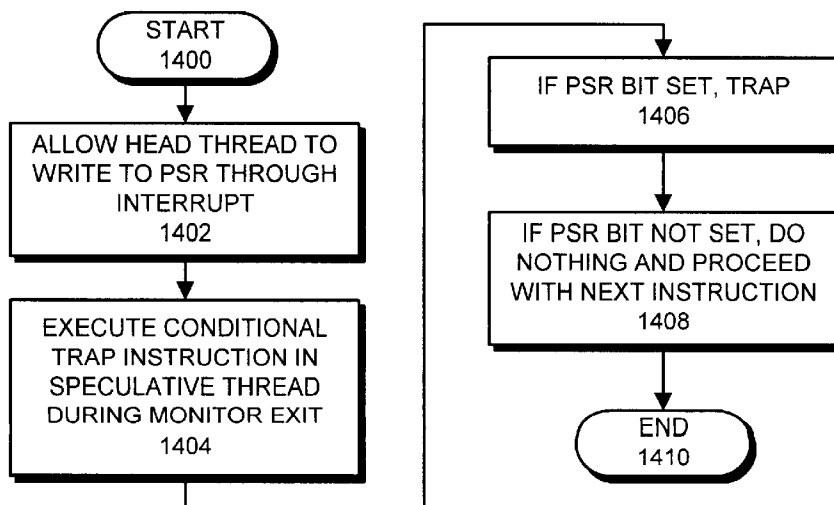 START
1400
ALLOW HEAD THREAD TO
WRITE TO PSR THROUGH
INTERRUPT
1402
EXECUTE CONDITIONAL
TRAP INSTRUCTION IN
SPECULATIVE THREAD
DURING MONITOR EXIT
1404
IF PSR BIT SET, TRAP
1406
IF PSR BIT NOT SET, DO
NOTHING AND PROCEED
WITH NEXT INSTRUCTION
1408
END
1410